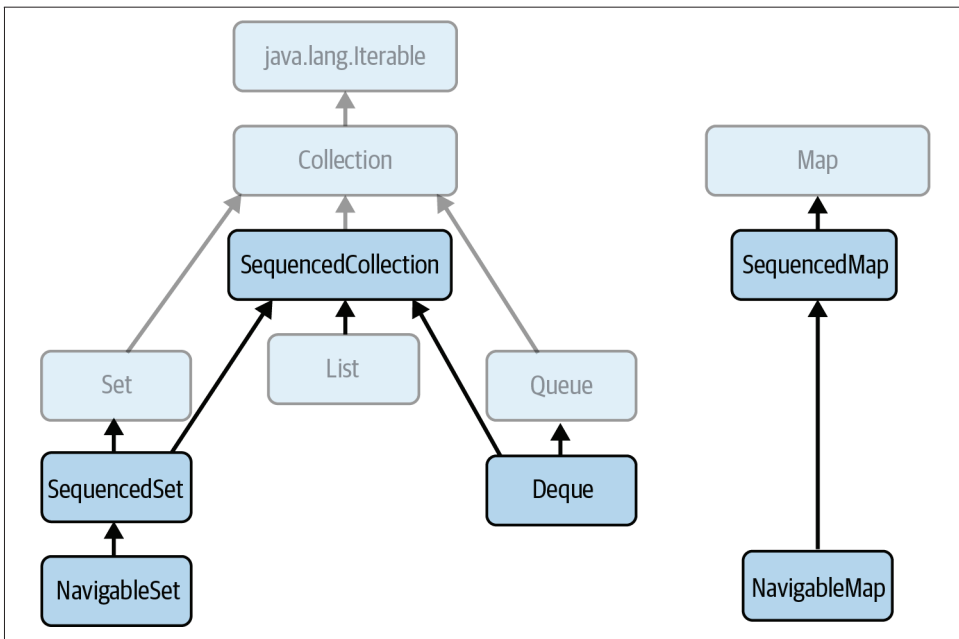 java.lang.Iterable
Collection
Map
SequencedCollection
SequencedMap
Set
List
Queue
SequencedSet
Deque
NavigableSet
NavigableMap